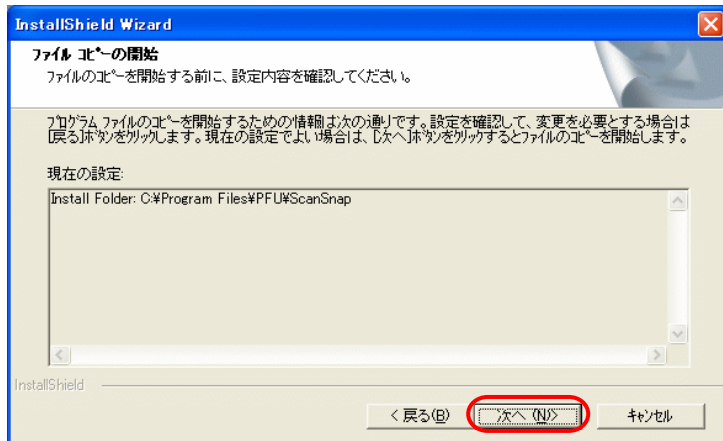 InstallShield Wizard
ファイル コピーの開始
ファイルのコピーを開始する前に、設定内容を確認してください。
プログラム ファイルのコピーを開始するための情報は次の通りです。設定を確認して、変更を必要とする場合は
[戻る]ボタンをクリックします。現在の設定でよい場合は、[次へ]ボタンをクリックするとファイルのコピーを開始します。
現在の設定:
Install Folder: C:¥Program Files¥PFU¥ScanSnap
InstallShield
< 戻る(B)
次へ (N)>
キャンセル